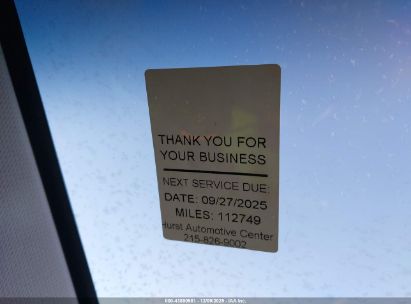 THANK YOU FOR
YOUR BUSINESS
NEXT SERVICE DUE:
DATE: 09/27/2025
MILES: 112749
Hurst Automotive Center
215-826-9002